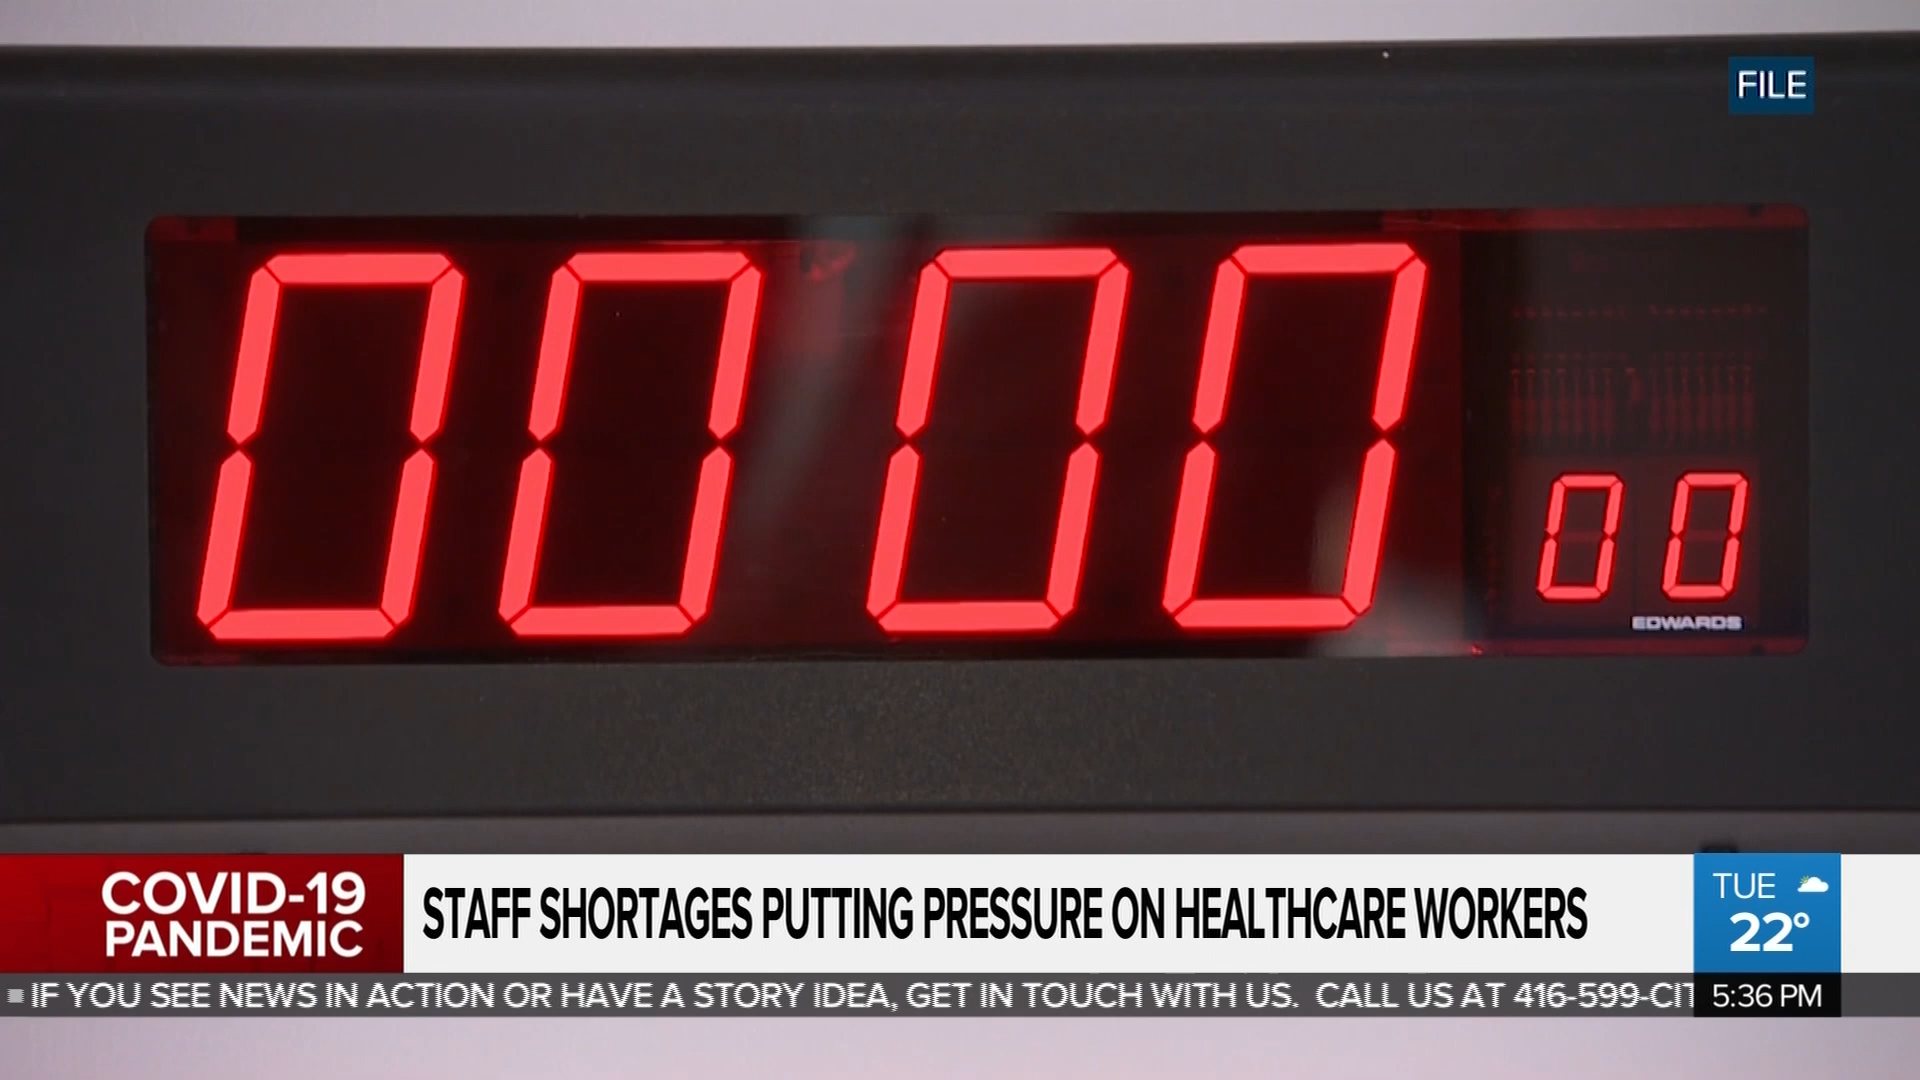 FILE
00 00 00
EDWARDS
COVID-19
PANDEMIC
STAFF SHORTAGES PUTTING PRESSURE ON HEALTHCARE WORKERS
TUE
22°
IF YOU SEE NEWS IN ACTION OR HAVE A STORY IDEA, GET IN TOUCH WITH US. CALL US AT 416-599-CIT
5:36 PM